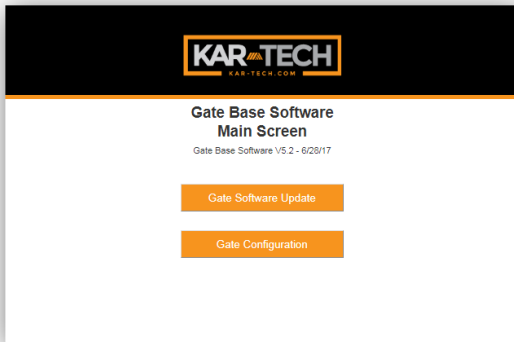 KAR-TECH
KAR-TECH.COM
Gate Base Software
Main Screen
Gate Base Software V5.2 - 6/28/17
Gate Software Update
Gate Configuration